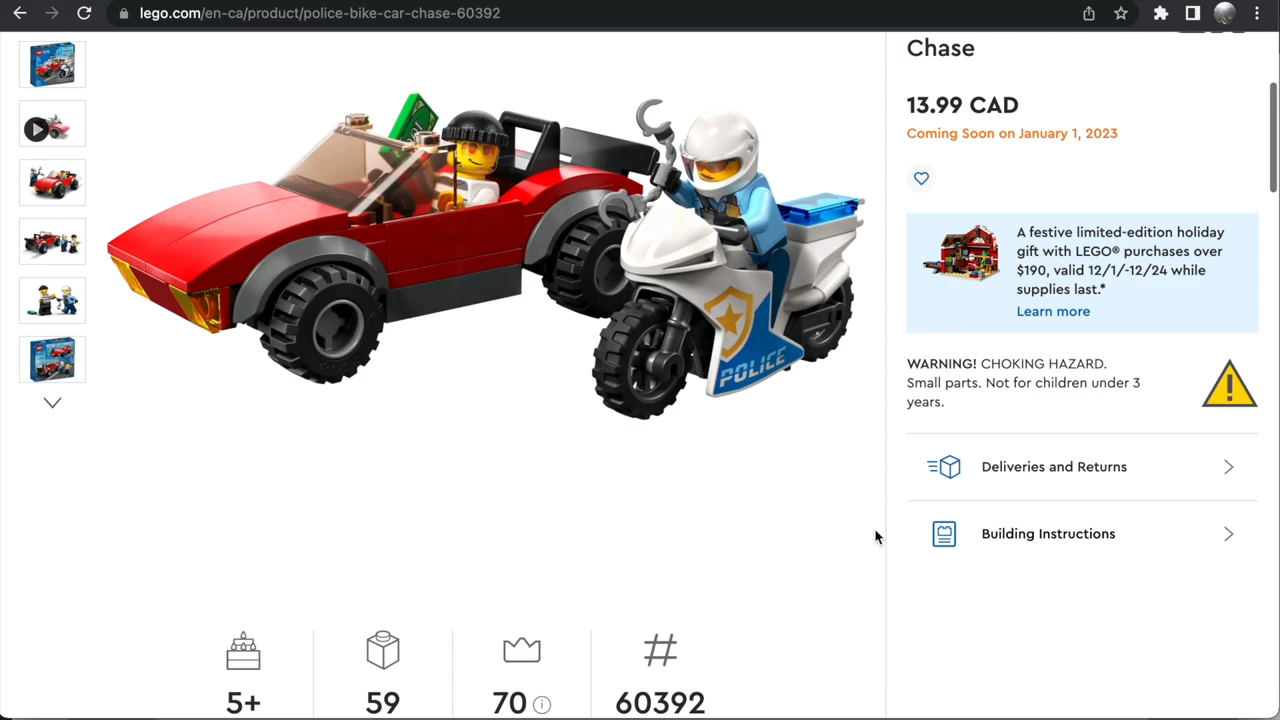 lego.com/en-ca/product/police-bike-car-chase-60392
Chase
13.99 CAD
Coming Soon on January 1, 2023
A festive limited-edition holiday
gift with LEGO® purchases over
$190, valid 12/1/-12/24 while
supplies last.*
Learn more
WARNING! CHOKING HAZARD.
Small parts. Not for children under 3
years.
Deliveries and Returns
Building Instructions
POLICE
5+
59
70
60392